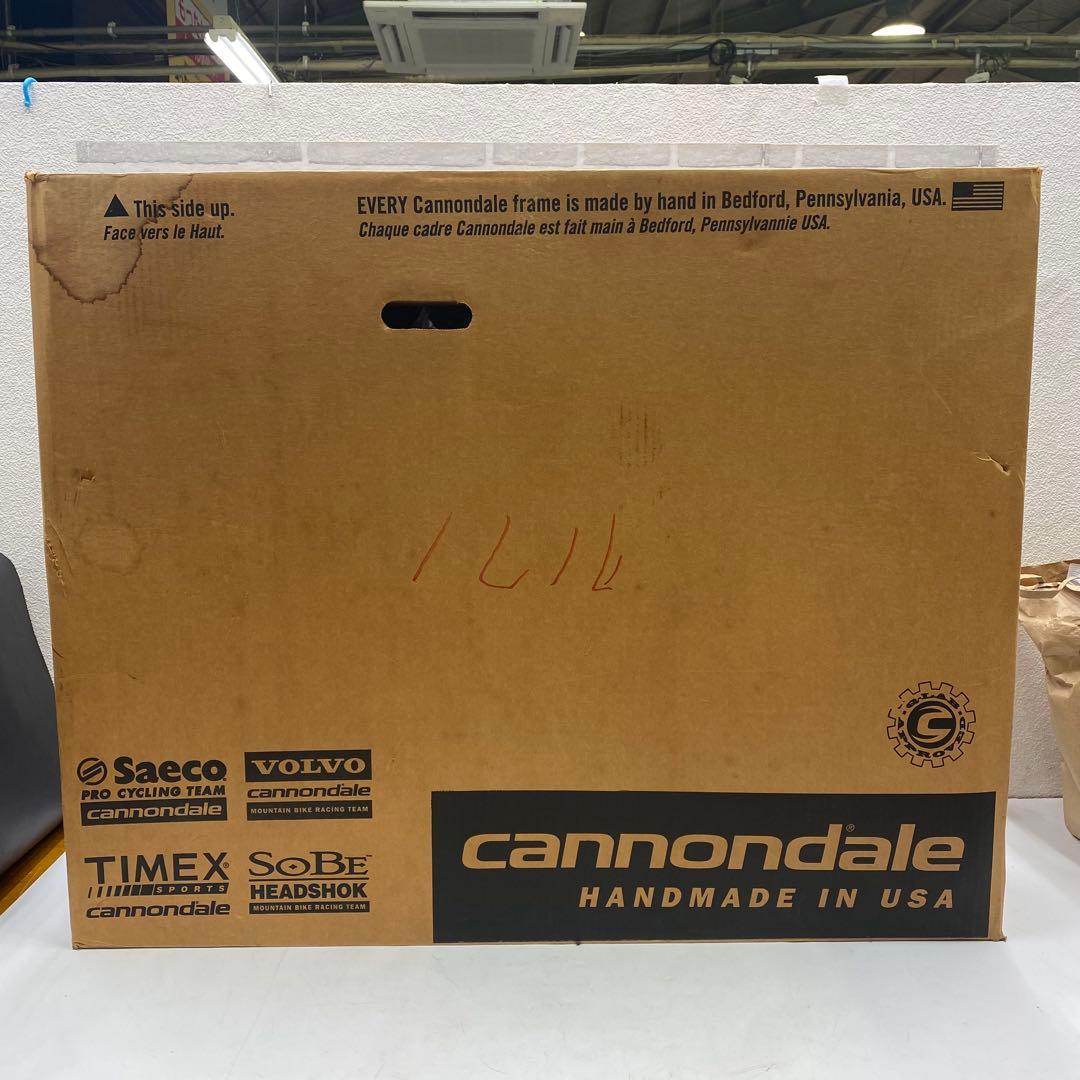 This side up.
Face vers le Haut.
EVERY Cannondale frame is made by hand in Bedford, Pennsylvania, USA.
Chaque cadre Cannondale est fait main à Bedford, Pennsylvannie USA.
Saeco
PRO CYCLING TEAM
cannondale
VOLVO
cannondale
MOUNTAIN BIKE RACING TEAM
TIMEX®
SPORTS
cannondale
SoBE™
HEADSHOK
MOUNTAIN BIKE RACING TEAM
APPROVED
cannondale®
HANDMADE IN USA